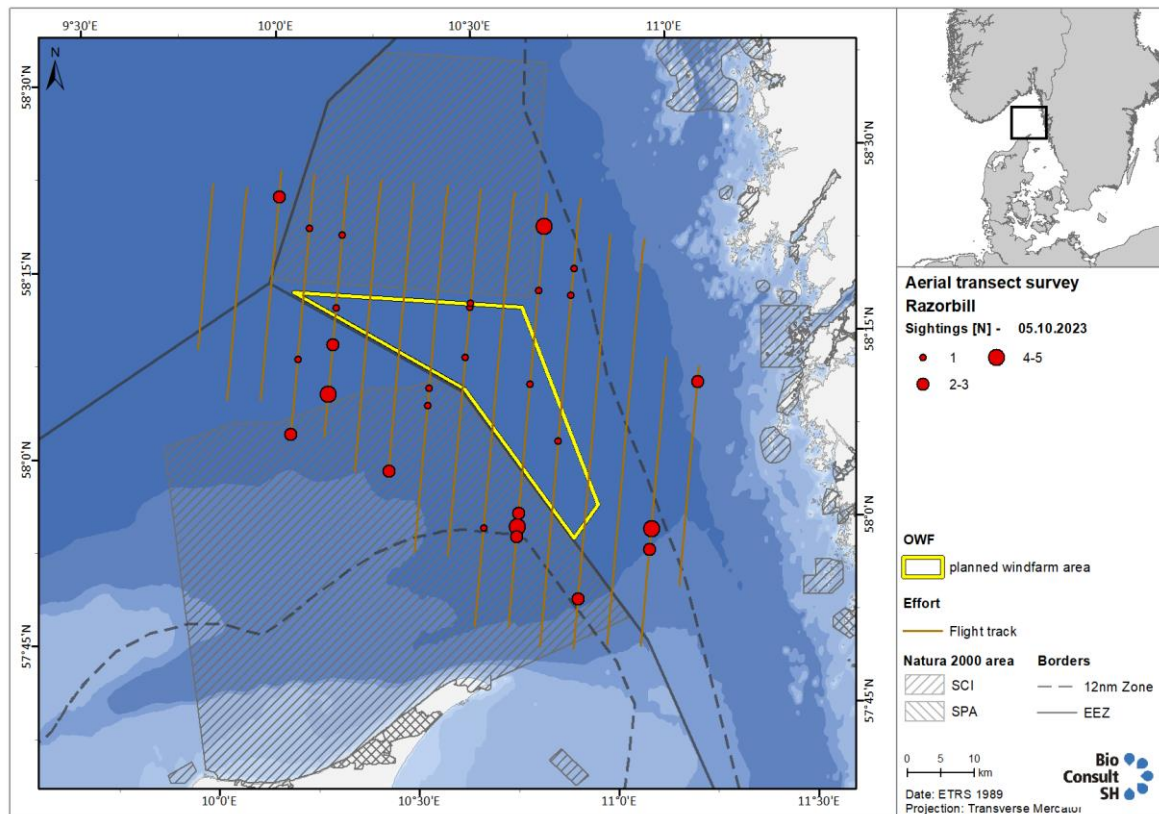 9°30'E 10°0'E 10°30'E 11°0'E
N
58°30'N
58°15'N
58°0'N
57°45'N
58°30'N
58°15'N
58°0'N
57°45'N
10°0'E 10°30'E 11°0'E 11°30'E
Aerial transect survey
Razorbill
Sightings [N] - 05.10.2023
1 4-5
2-3
OWF
planned windfarm area
Effort
Flight track
Natura 2000 area Borders
SCI 12nm Zone
SPA EEZ
0 5 10
km
Date: ETRS 1989
Projection: Transverse Mercator
Bio
Consult
SH